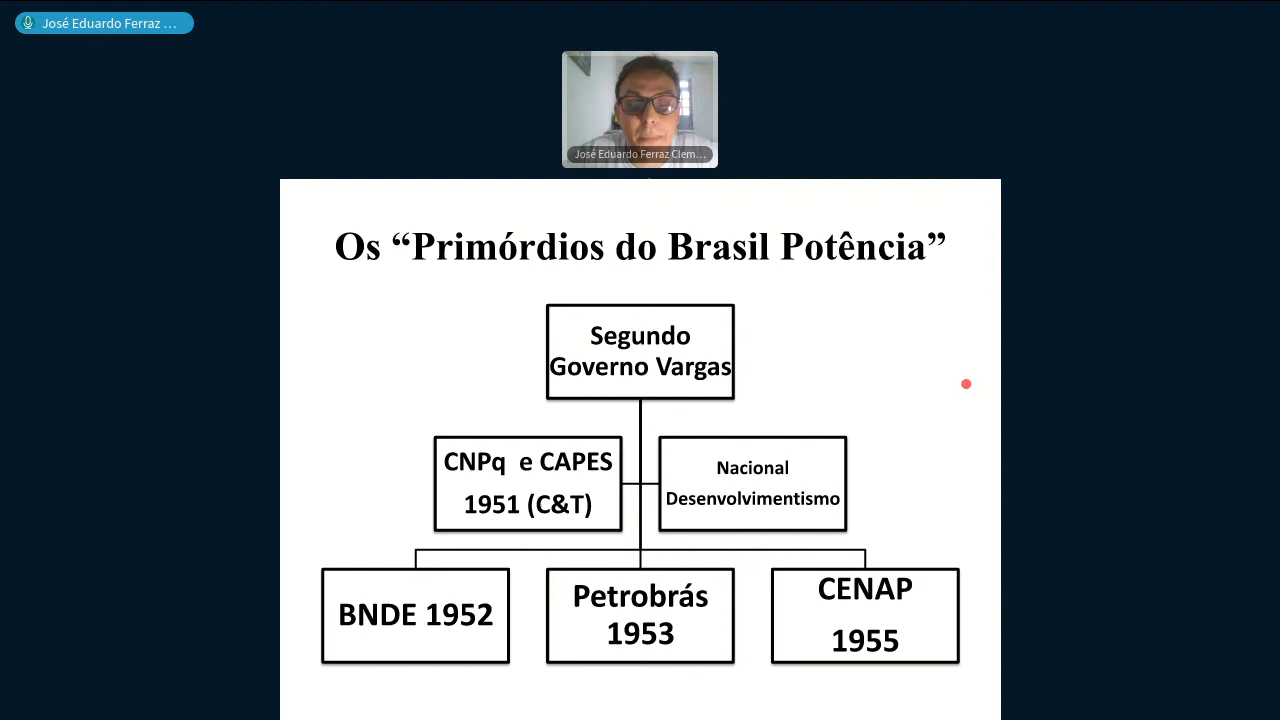 José Eduardo Ferraz ...
José Eduardo Ferraz Clem...
Os “Primórdios do Brasil Potência”
Segundo
Governo Vargas
CNPq e CAPES
1951 (C&T)
Nacional
Desenvolvimentismo
BNDE 1952
Petrobrás
1953
CENAP
1955